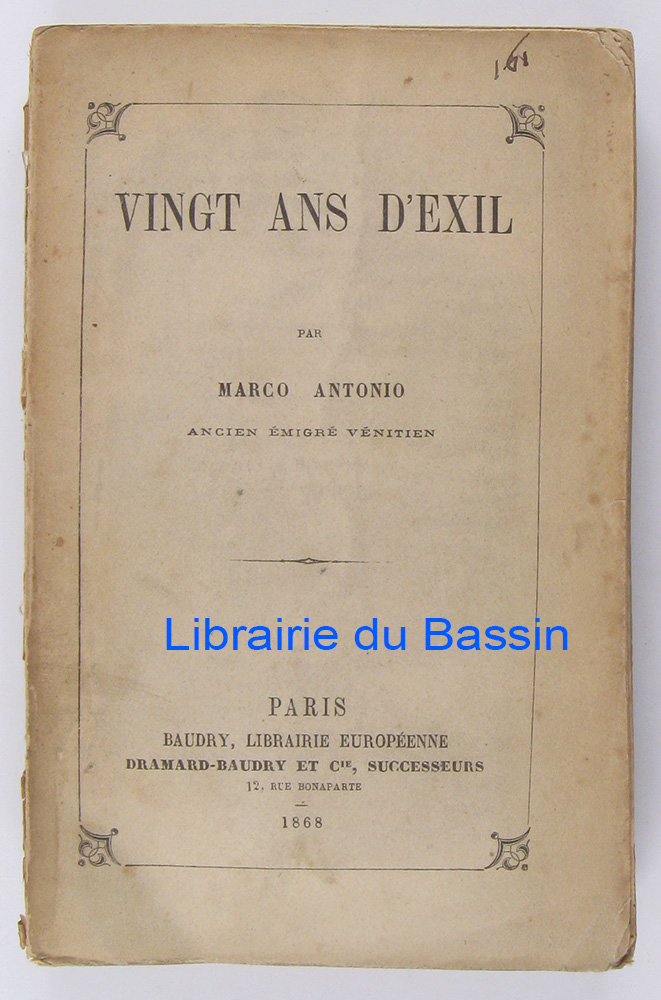 VINGT ANS D'EXIL
PAR
MARCO ANTONIO
ANCIEN ÉMIGRÉ VÉNITIEN
Librairie du Bassin
PARIS
BAUDRY, LIBRAIRIE EUROPÉENNE
DRAMARD-BAUDRY ET Cie, SUCCESSEURS
12, RUE BONAPARTE
1868